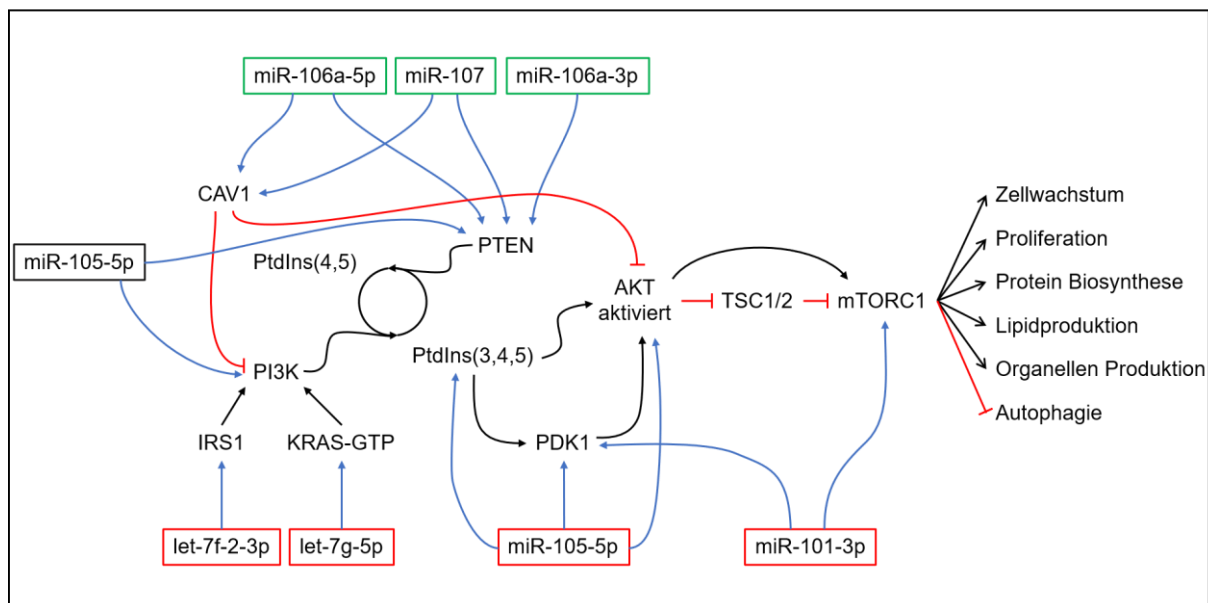 miR-106a-5p
miR-107
miR-106a-3p
CAV1
Zellwachstum
Proliferation
Protein Biosynthese
Lipidproduktion
Organellen Produktion
Autophagie
miR-105-5p
PtdIns(4,5)
PTEN
AKT
aktiviert
TSC1/2
mTORC1
PtdIns(3,4,5)
PI3K
IRS1
KRAS-GTP
PDK1
let-7f-2-3p
let-7g-5p
miR-105-5p
miR-101-3p